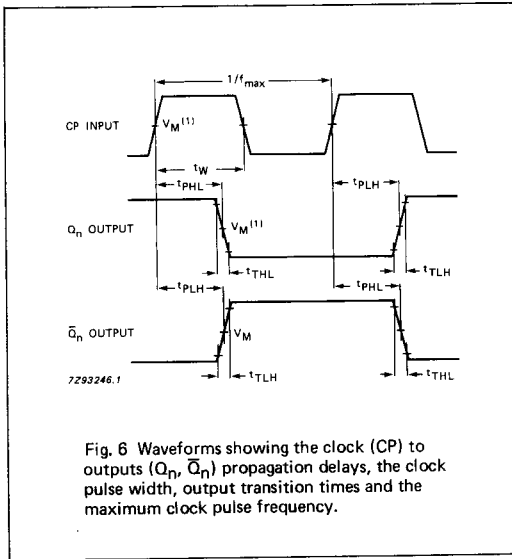 1/fmax
CP INPUT
VM(1)
tW
tPHL
tPLH
Qn OUTPUT
VM(1)
tTHL
tTLH
tPLH
tPHL
Q̄n OUTPUT
VM
7Z93246.1
tTLH
tTHL
Fig. 6 Waveforms showing the clock (CP) to
outputs (Qn, Q̄n) propagation delays, the clock
pulse width, output transition times and the
maximum clock pulse frequency.